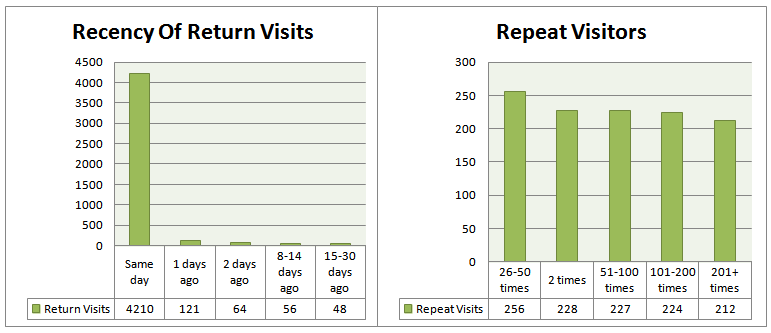 Recency Of Return Visits
4500
4000
3500
3000
2500
2000
1500
1000
500
0
Same day
1 days ago
2 days ago
8-14 days ago
15-30 days ago
Return Visits 4210 121 64 56 48
Repeat Visitors
300
250
200
150
100
50
0
26-50 times
2 times
51-100 times
101-200 times
201+ times
Repeat Visits 256 228 227 224 212